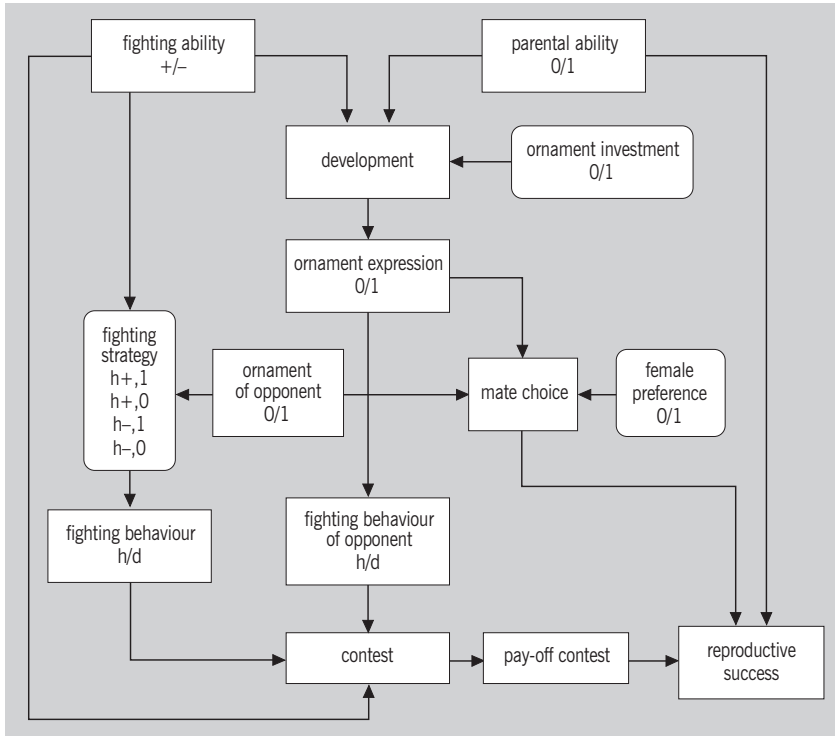 fighting ability
+/–
parental ability
0/1
development
ornament investment
0/1
ornament expression
0/1
fighting
strategy
h+,1
h+,0
h–,1
h–,0
ornament
of opponent
0/1
mate choice
female
preference
0/1
fighting behaviour
h/d
fighting behaviour
of opponent
h/d
contest
pay-off contest
reproductive
success